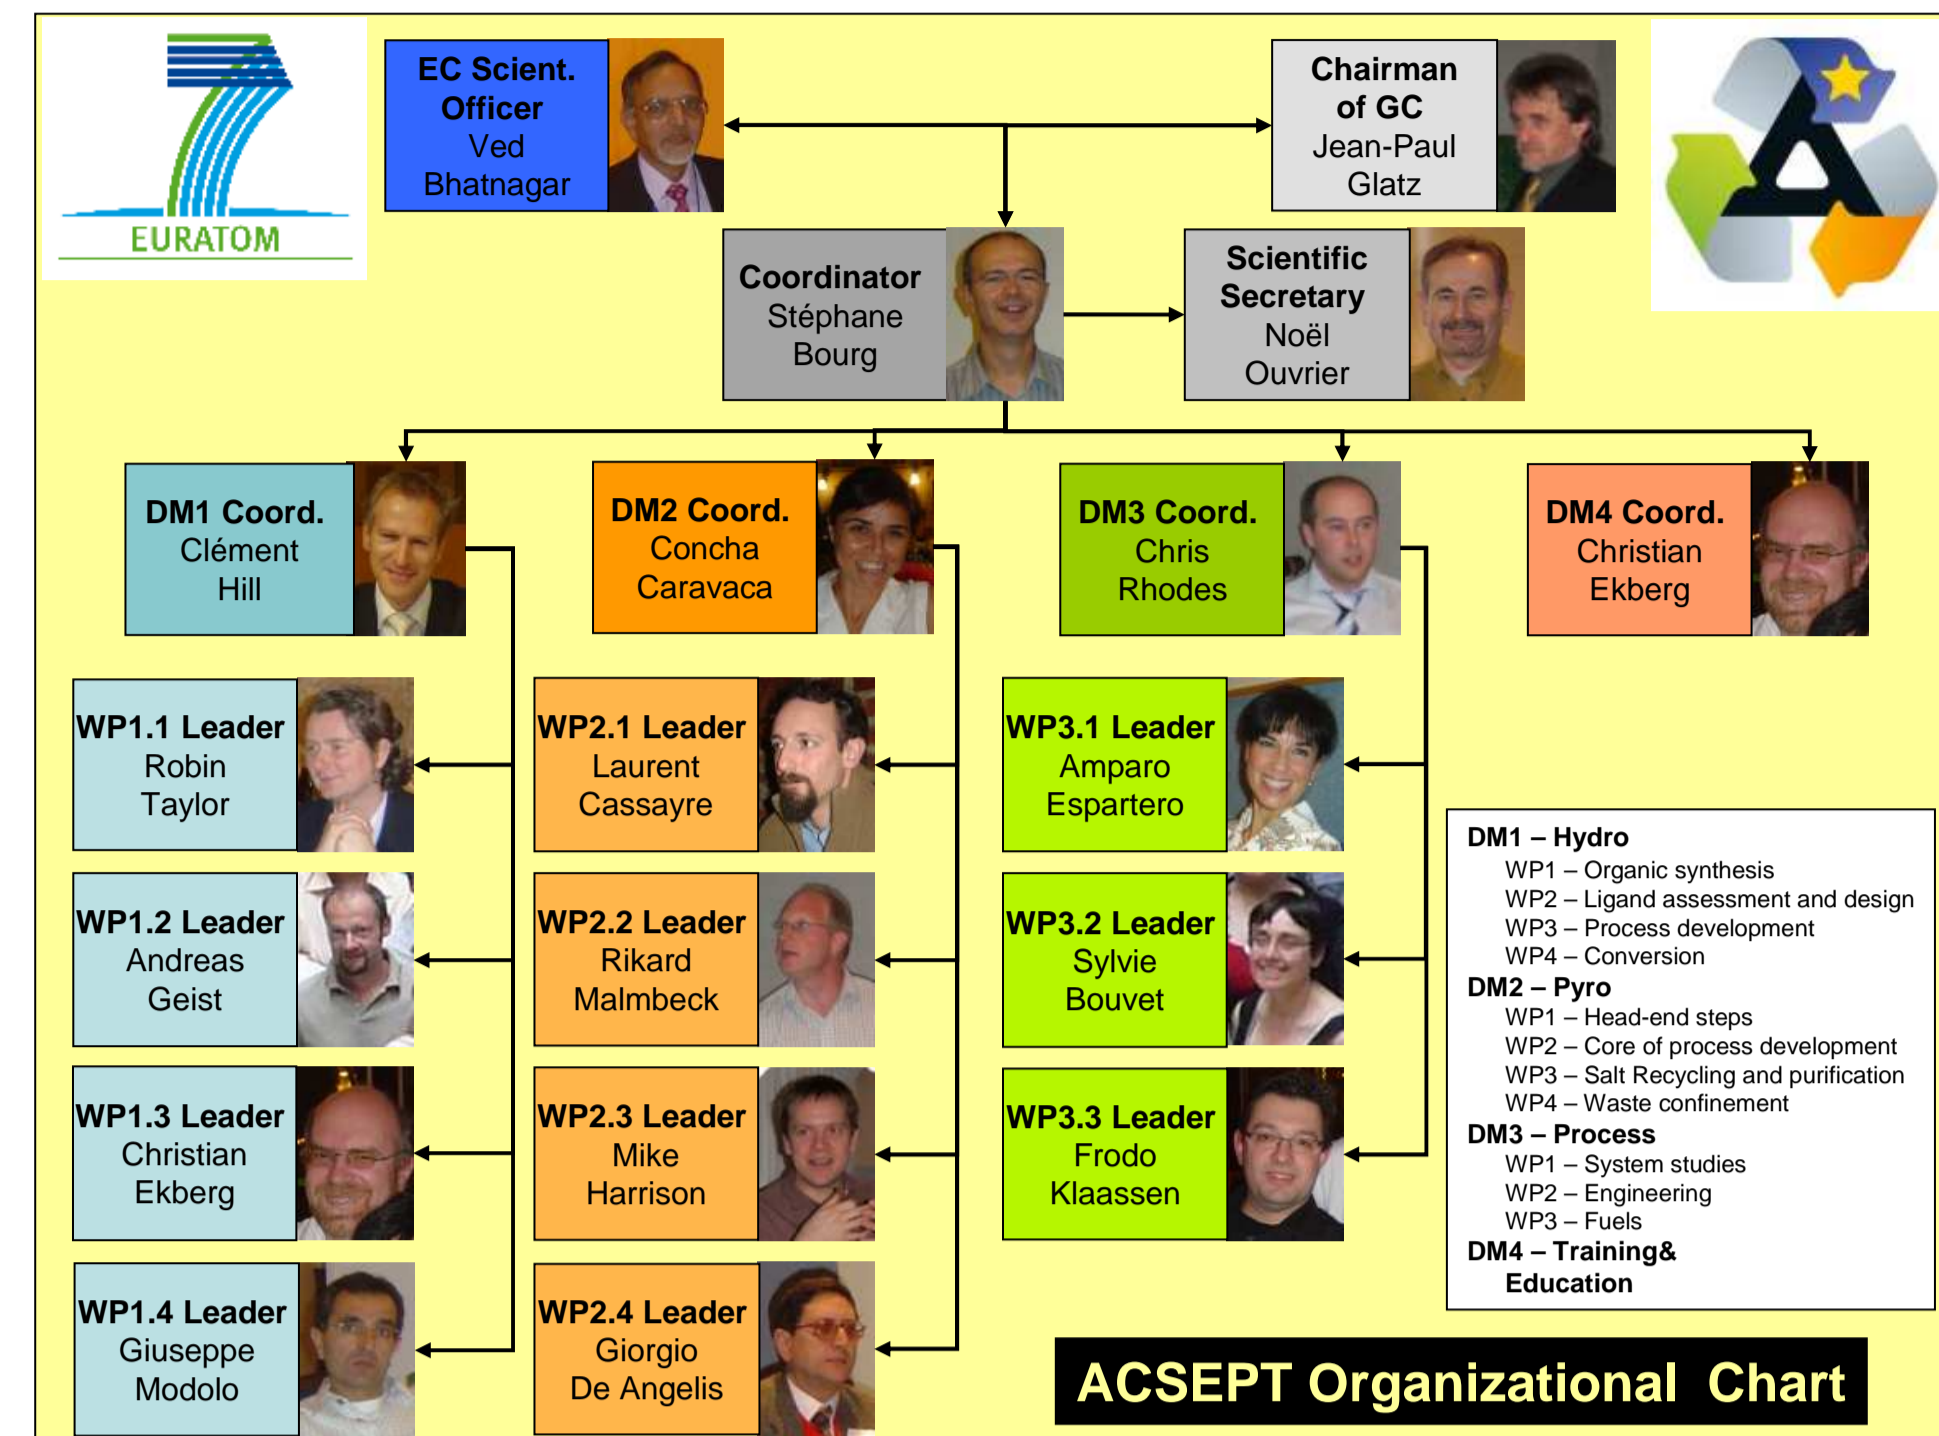 EURATOM
EC Scient.
Officer
Ved
Bhatnagar
Chairman
of GC
Jean-Paul
Glatz
Coordinator
Stéphane
Bourg
Scientific
Secretary
Noël
Ouvrier
DM1 Coord.
Clément
Hill
DM2 Coord.
Concha
Caravaca
DM3 Coord.
Chris
Rhodes
DM4 Coord.
Christian
Ekberg
WP1.1 Leader
Robin
Taylor
WP2.1 Leader
Laurent
Cassayre
WP3.1 Leader
Amparo
Espartero
WP1.2 Leader
Andreas
Geist
WP2.2 Leader
Rikard
Malmbeck
WP3.2 Leader
Sylvie
Bouvet
WP1.3 Leader
Christian
Ekberg
WP2.3 Leader
Mike
Harrison
WP3.3 Leader
Frodo
Klaassen
WP1.4 Leader
Giuseppe
Modolo
WP2.4 Leader
Giorgio
De Angelis
DM1 – Hydro
WP1 – Organic synthesis
WP2 – Ligand assessment and design
WP3 – Process development
WP4 – Conversion
DM2 – Pyro
WP1 – Head-end steps
WP2 – Core of process development
WP3 – Salt Recycling and purification
WP4 – Waste confinement
DM3 – Process
WP1 – System studies
WP2 – Engineering
WP3 – Fuels
DM4 – Training&
Education
ACSEPT Organizational Chart